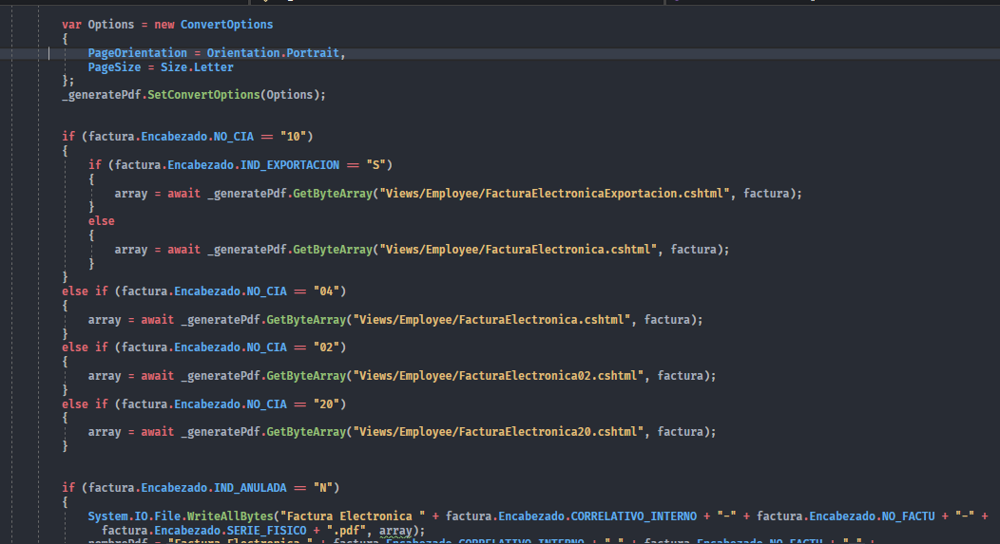 var Options = new ConvertOptions
{
PageOrientation = Orientation.Portrait,
PageSize = Size.Letter
};
_generatePdf.SetConvertOptions(Options);
if (factura.Encabezado.NO_CIA == "10")
{
if (factura.Encabezado.IND_EXPORTACION == "S")
{
array = await _generatePdf.GetByteArray("Views/Employee/FacturaElectronicaExportacion.cshtml", factura);
}
else
{
array = await _generatePdf.GetByteArray("Views/Employee/FacturaElectronica.cshtml", factura);
}
}
else if (factura.Encabezado.NO_CIA == "04")
{
array = await _generatePdf.GetByteArray("Views/Employee/FacturaElectronica.cshtml", factura);
}
else if (factura.Encabezado.NO_CIA == "02")
{
array = await _generatePdf.GetByteArray("Views/Employee/FacturaElectronica02.cshtml", factura);
}
else if (factura.Encabezado.NO_CIA == "20")
{
array = await _generatePdf.GetByteArray("Views/Employee/FacturaElectronica20.cshtml", factura);
}
if (factura.Encabezado.IND_ANULADA == "N")
{
System.IO.File.WriteAllBytes("Factura Electronica " + factura.Encabezado.CORRELATIVO_INTERNO + "-" + factura.Encabezado.NO_FACTU + "-" +
factura.Encabezado.SERIE_FISICO + ".pdf", array);
nombrePdf = "Factura Electronica " + factura.Encabezado.CORRELATIVO_INTERNO + "-" + factura.Encabezado.NO_FACTU + "-" +